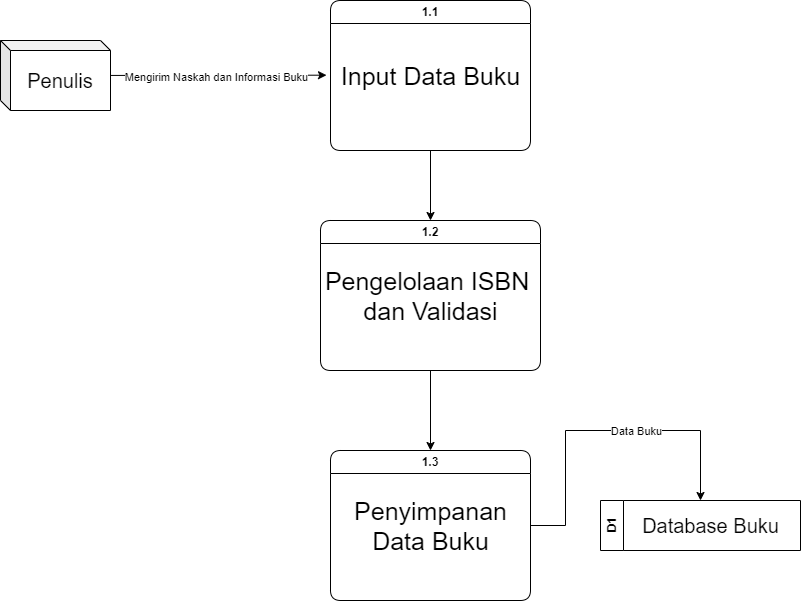 1.1
Penulis
Mengirim Naskah dan Informasi Buku
Input Data Buku
1.2
Pengelolaan ISBN
dan Validasi
1.3
Penyimpanan
Data Buku
Data Buku
D1
Database Buku